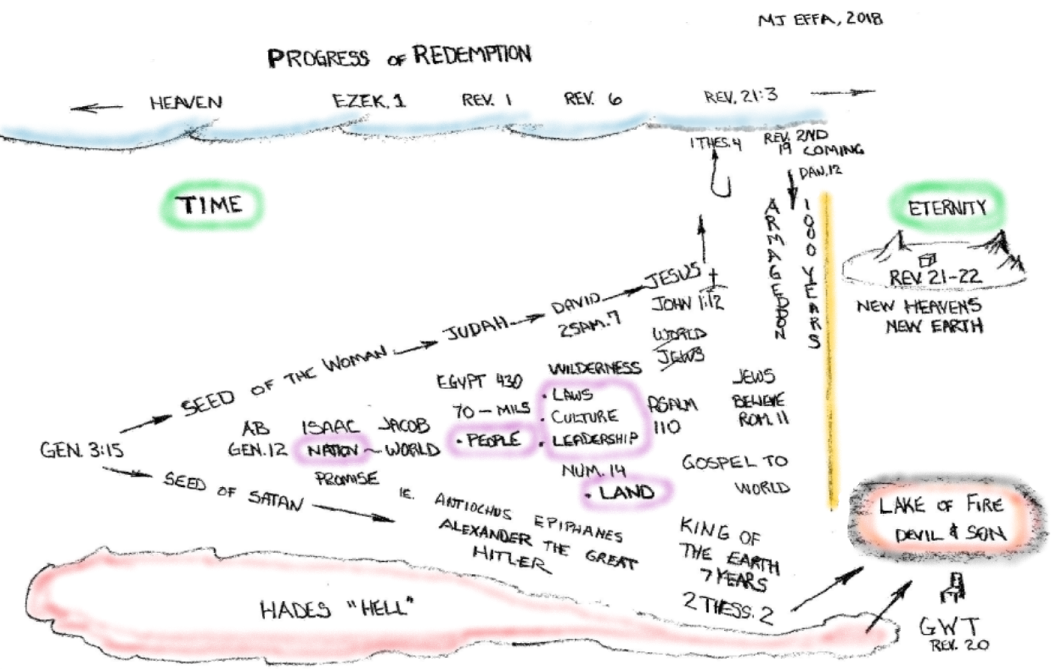 MJ EFFA, 2018
PROGRESS OF REDEMPTION
HEAVEN EZEK. 1 REV. 1 REV. 6 REV. 21:3
1 THES. 4
REV. 2ND
19 COMING
DAN. 12
TIME
ARMAGEDDON
1000 YEARS
ETERNITY
REV. 21-22
NEW HEAVENS
NEW EARTH
GEN. 3:15
SEED OF THE WOMAN
JUDAH
DAVID
2SAM. 7
JESUS
JOHN 1:12
WORLD
JEWS
AB
GEN. 12
ISAAC
NATION ~ WORLD
PROMISE
JACOB
EGYPT 430
70 - MILS
• PEOPLE
WILDERNESS
• LAWS
• CULTURE
• LEADERSHIP
NUM. 14
• LAND
PSALM
110
JEWS
BELIEVE
ROM. 11
GOSPEL TO
WORLD
SEED OF SATAN
IE. ANTIOCHUS EPIPHANES
ALEXANDER THE GREAT
HITLER
KING OF
THE EARTH
7 YEARS
2 THESS. 2
LAKE OF FIRE
DEVIL & SON
HADES "HELL"
GWT
REV. 20